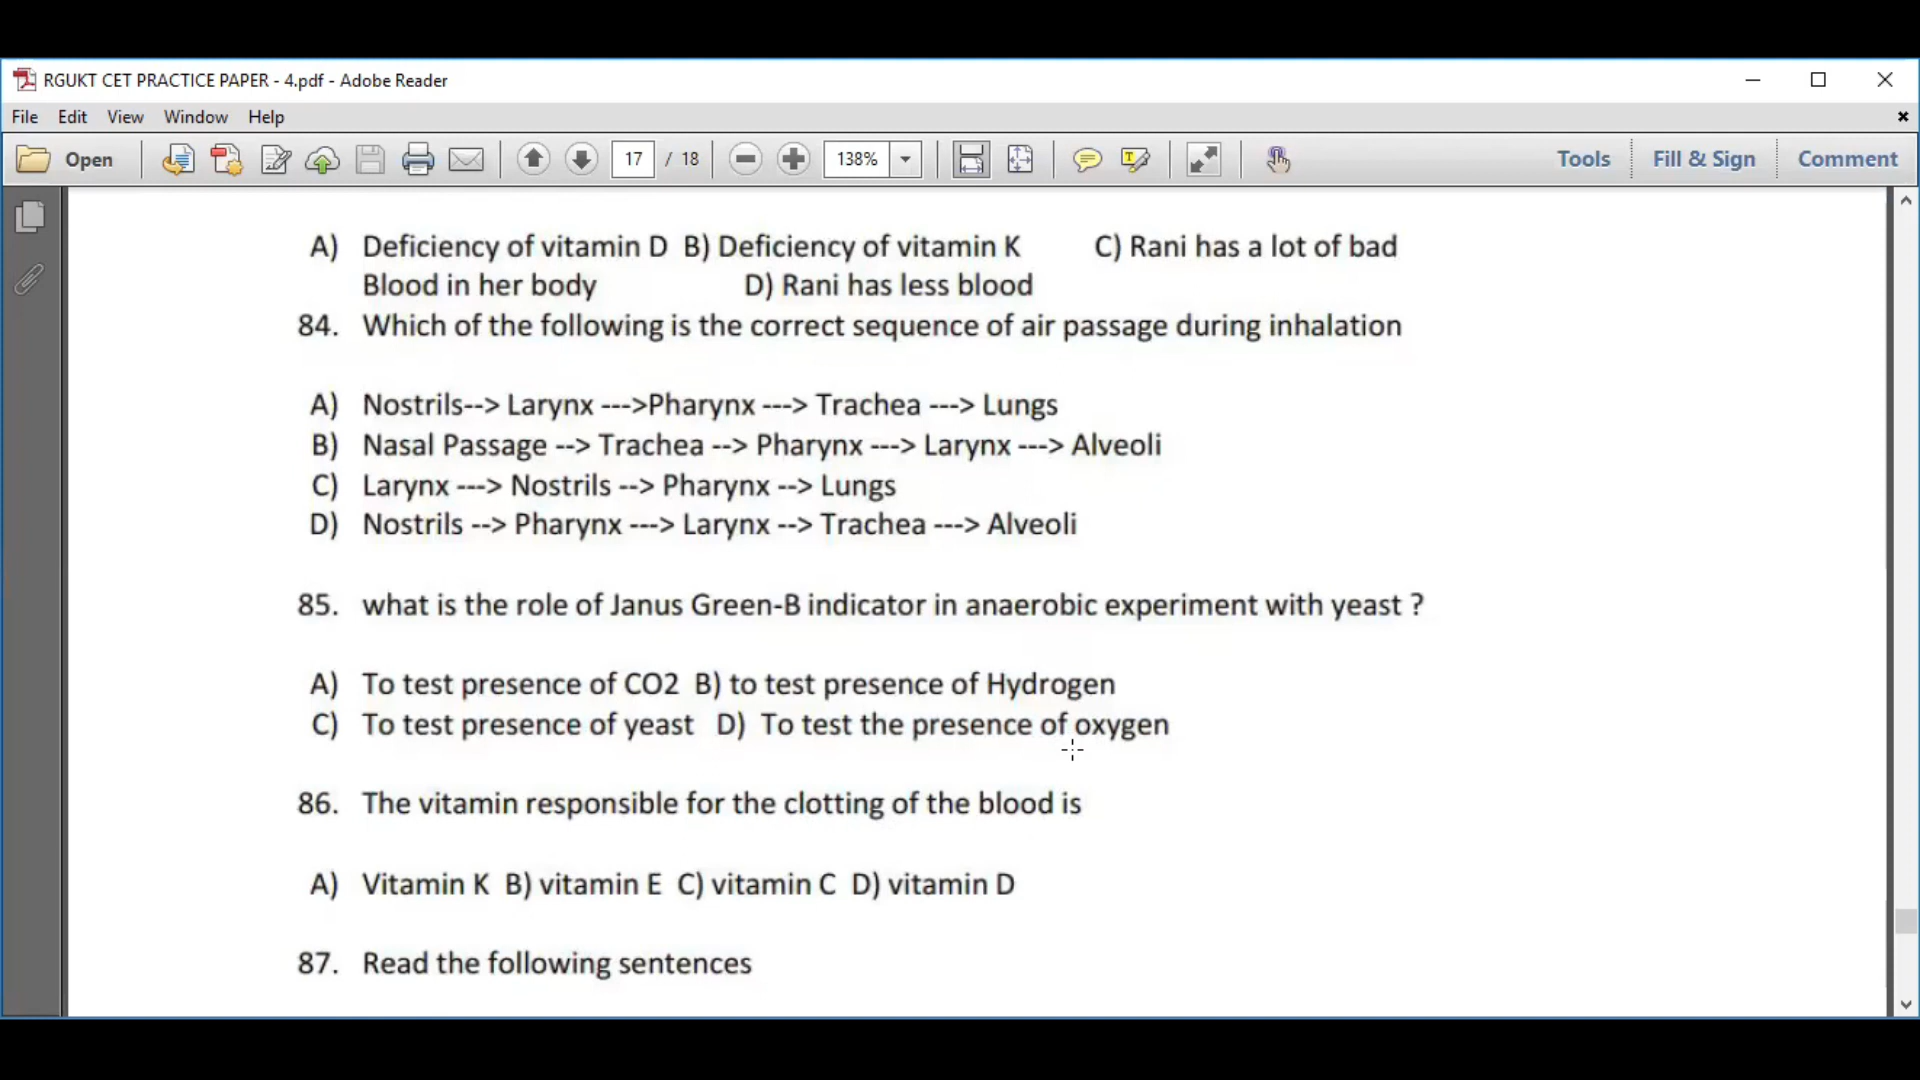 RGUKT CET PRACTICE PAPER - 4.pdf - Adobe Reader
File Edit View Window Help
Open 17 / 18 138% Tools Fill & Sign Comment
A) Deficiency of vitamin D B) Deficiency of vitamin K C) Rani has a lot of bad
Blood in her body D) Rani has less blood
84. Which of the following is the correct sequence of air passage during inhalation
A) Nostrils--> Larynx --->Pharynx ---> Trachea ---> Lungs
B) Nasal Passage --> Trachea --> Pharynx ---> Larynx ---> Alveoli
C) Larynx ---> Nostrils --> Pharynx --> Lungs
D) Nostrils --> Pharynx ---> Larynx --> Trachea ---> Alveoli
85. what is the role of Janus Green-B indicator in anaerobic experiment with yeast ?
A) To test presence of CO2 B) to test presence of Hydrogen
C) To test presence of yeast D) To test the presence of oxygen
86. The vitamin responsible for the clotting of the blood is
A) Vitamin K B) vitamin E C) vitamin C D) vitamin D
87. Read the following sentences